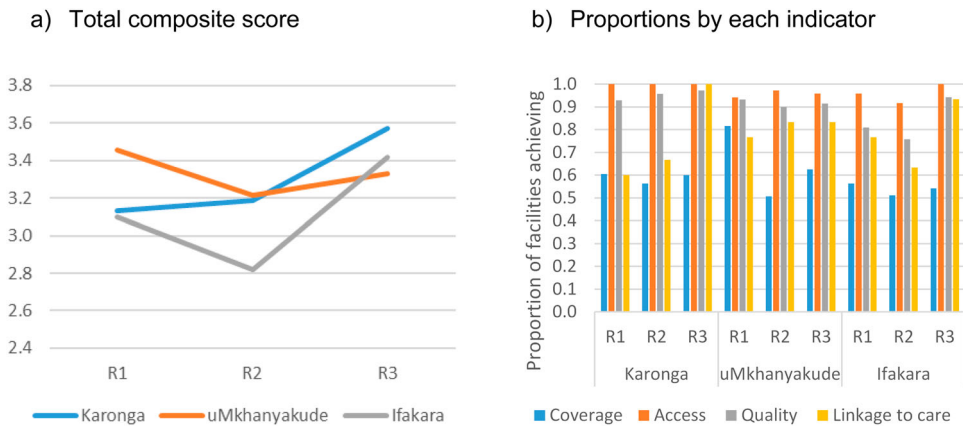 a) Total composite score
3.8
3.6
3.4
3.2
3.0
2.8
2.6
2.4
R1 R2 R3
Karonga uMkhanyakude Ifakara
b) Proportions by each indicator
Proportion of facilities achieving
1.0
0.9
0.8
0.7
0.6
0.5
0.4
0.3
0.2
0.1
0.0
R1 R2 R3 R1 R2 R3 R1 R2 R3
Karonga uMkhanyakude Ifakara
Coverage Access Quality Linkage to care